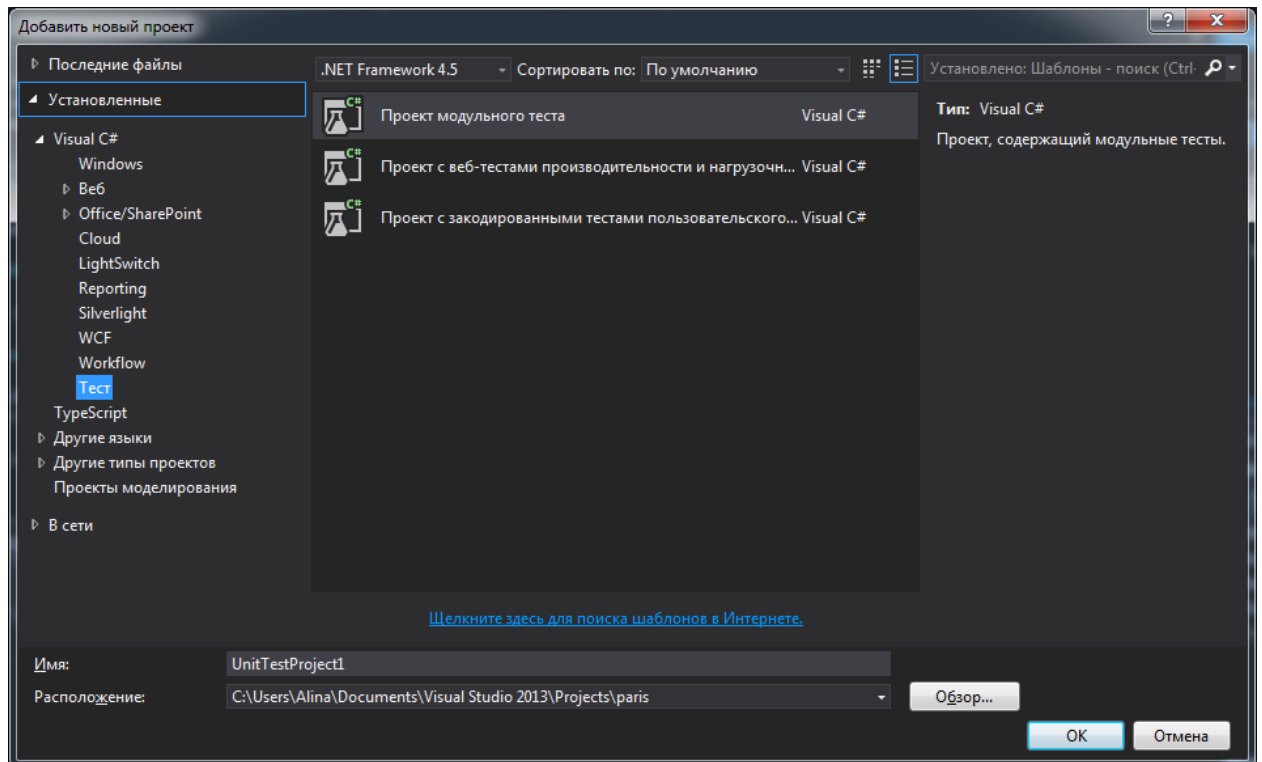 Добавить новый проект
?
X
Последние файлы
Установленные
Visual C#
Windows
Веб
Office/SharePoint
Cloud
LightSwitch
Reporting
Silverlight
WCF
Workflow
Тест
TypeScript
Другие языки
Другие типы проектов
Проекты моделирования
В сети
.NET Framework 4.5 Сортировать по: По умолчанию
C# Проект модульного теста Visual C#
C# Проект с веб-тестами производительности и нагрузочн... Visual C#
C# Проект с закодированными тестами пользовательского... Visual C#
Щелкните здесь для поиска шаблонов в Интернете.
Установлено: Шаблоны - поиск (Ctrl-
Тип: Visual C#
Проект, содержащий модульные тесты.
Имя: UnitTestProject1
Расположение: C:\Users\Alina\Documents\Visual Studio 2013\Projects\paris Обзор...
OK Отмена